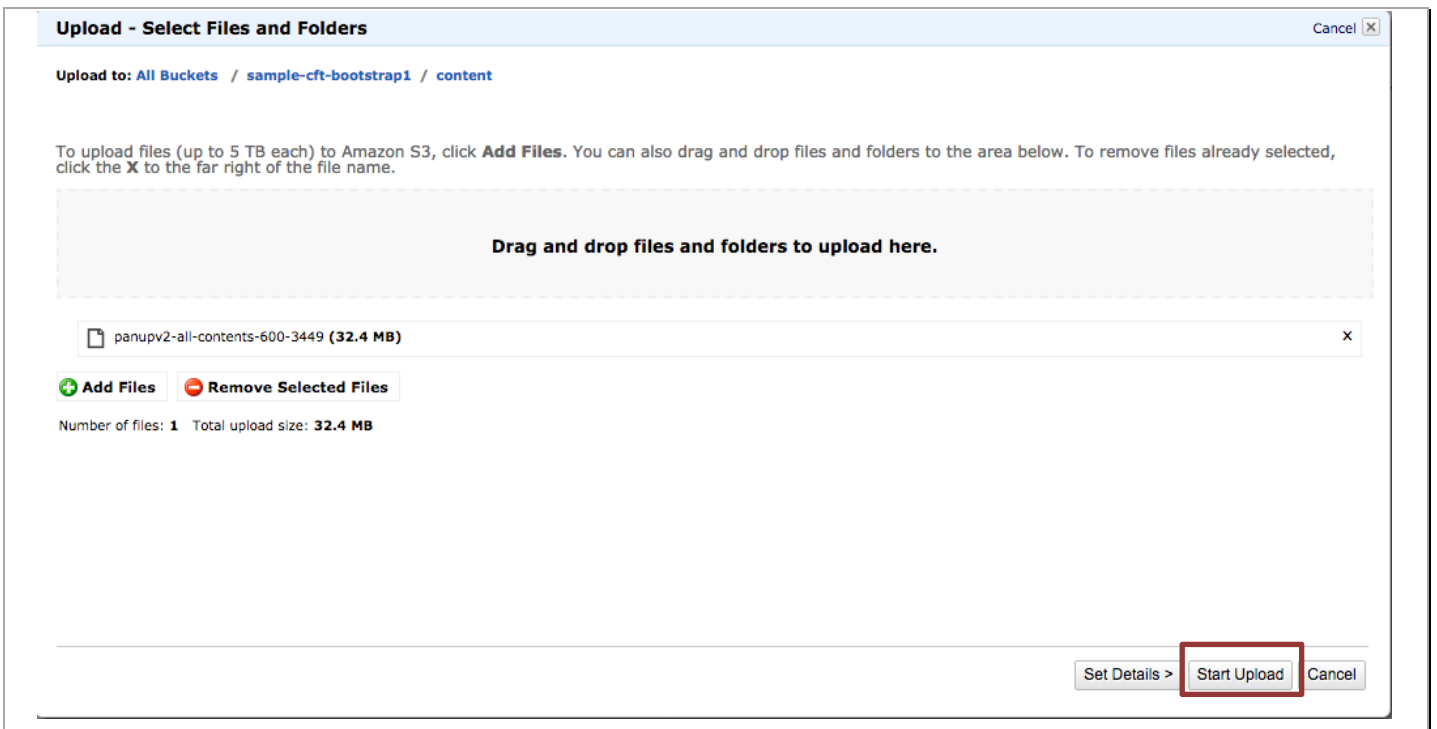 Upload - Select Files and Folders
Cancel X
Upload to: All Buckets / sample-cft-bootstrap1 / content
To upload files (up to 5 TB each) to Amazon S3, click Add Files. You can also drag and drop files and folders to the area below. To remove files already selected,
click the X to the far right of the file name.
Drag and drop files and folders to upload here.
panupv2-all-contents-600-3449 (32.4 MB) x
Add Files Remove Selected Files
Number of files: 1 Total upload size: 32.4 MB
Set Details > Start Upload Cancel